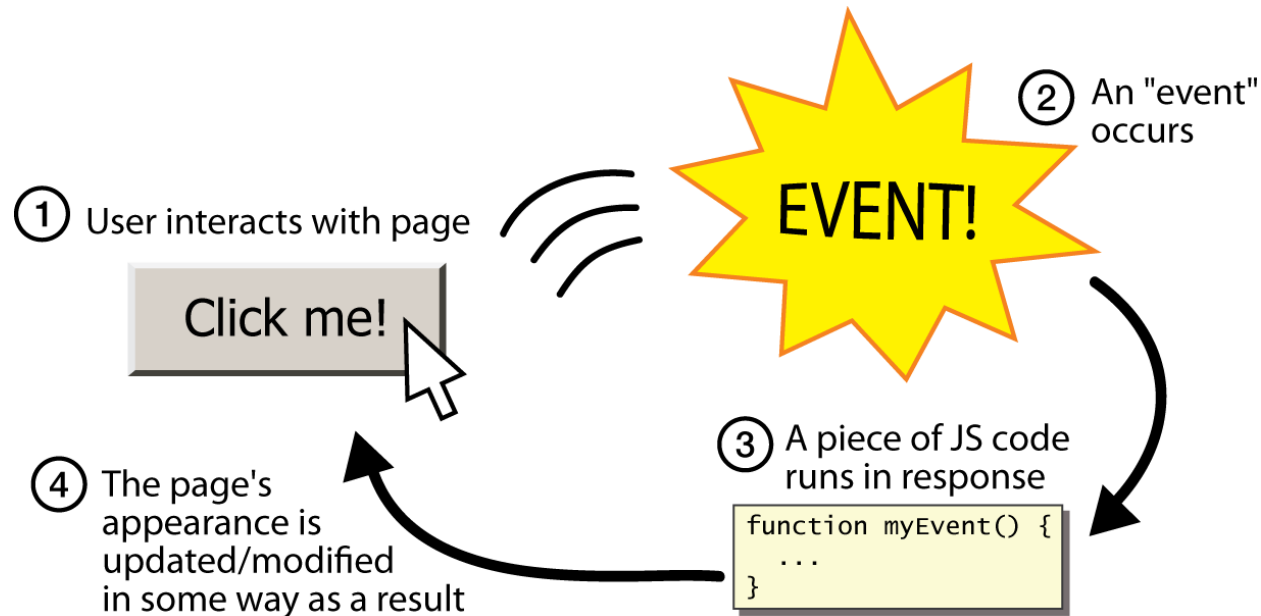 1 User interacts with page
Click me!
EVENT!
2 An "event"
occurs
3 A piece of JS code
runs in response
function myEvent() {
  ...
}
4 The page's
appearance is
updated/modified
in some way as a result